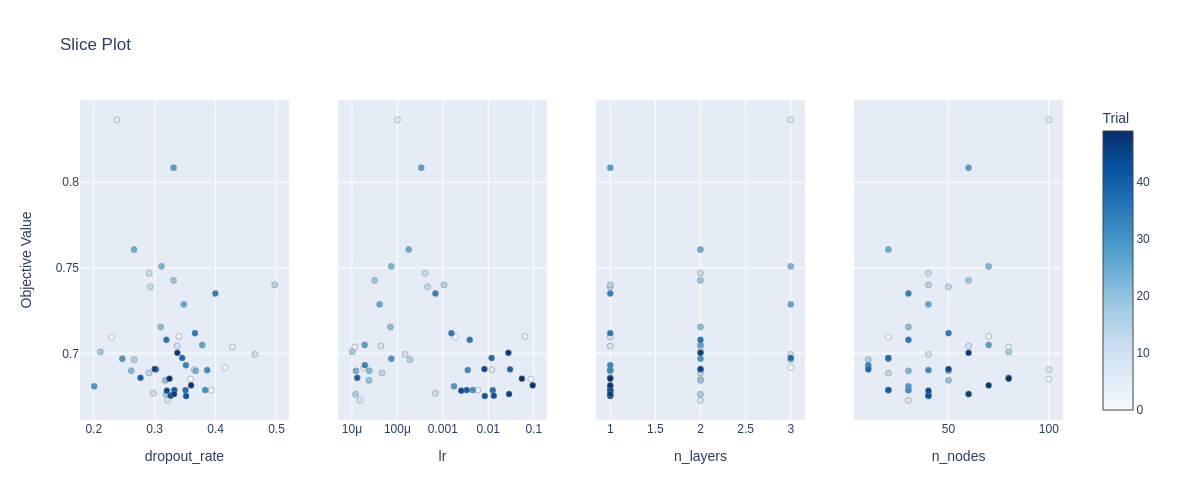 Slice Plot
Trial
Objective Value
0.8
0.75
0.7
0.2 0.3 0.4 0.5
10μ 100μ 0.001 0.01 0.1
1 1.5 2 2.5 3
50 100
dropout_rate
lr
n_layers
n_nodes
40
30
20
10
0